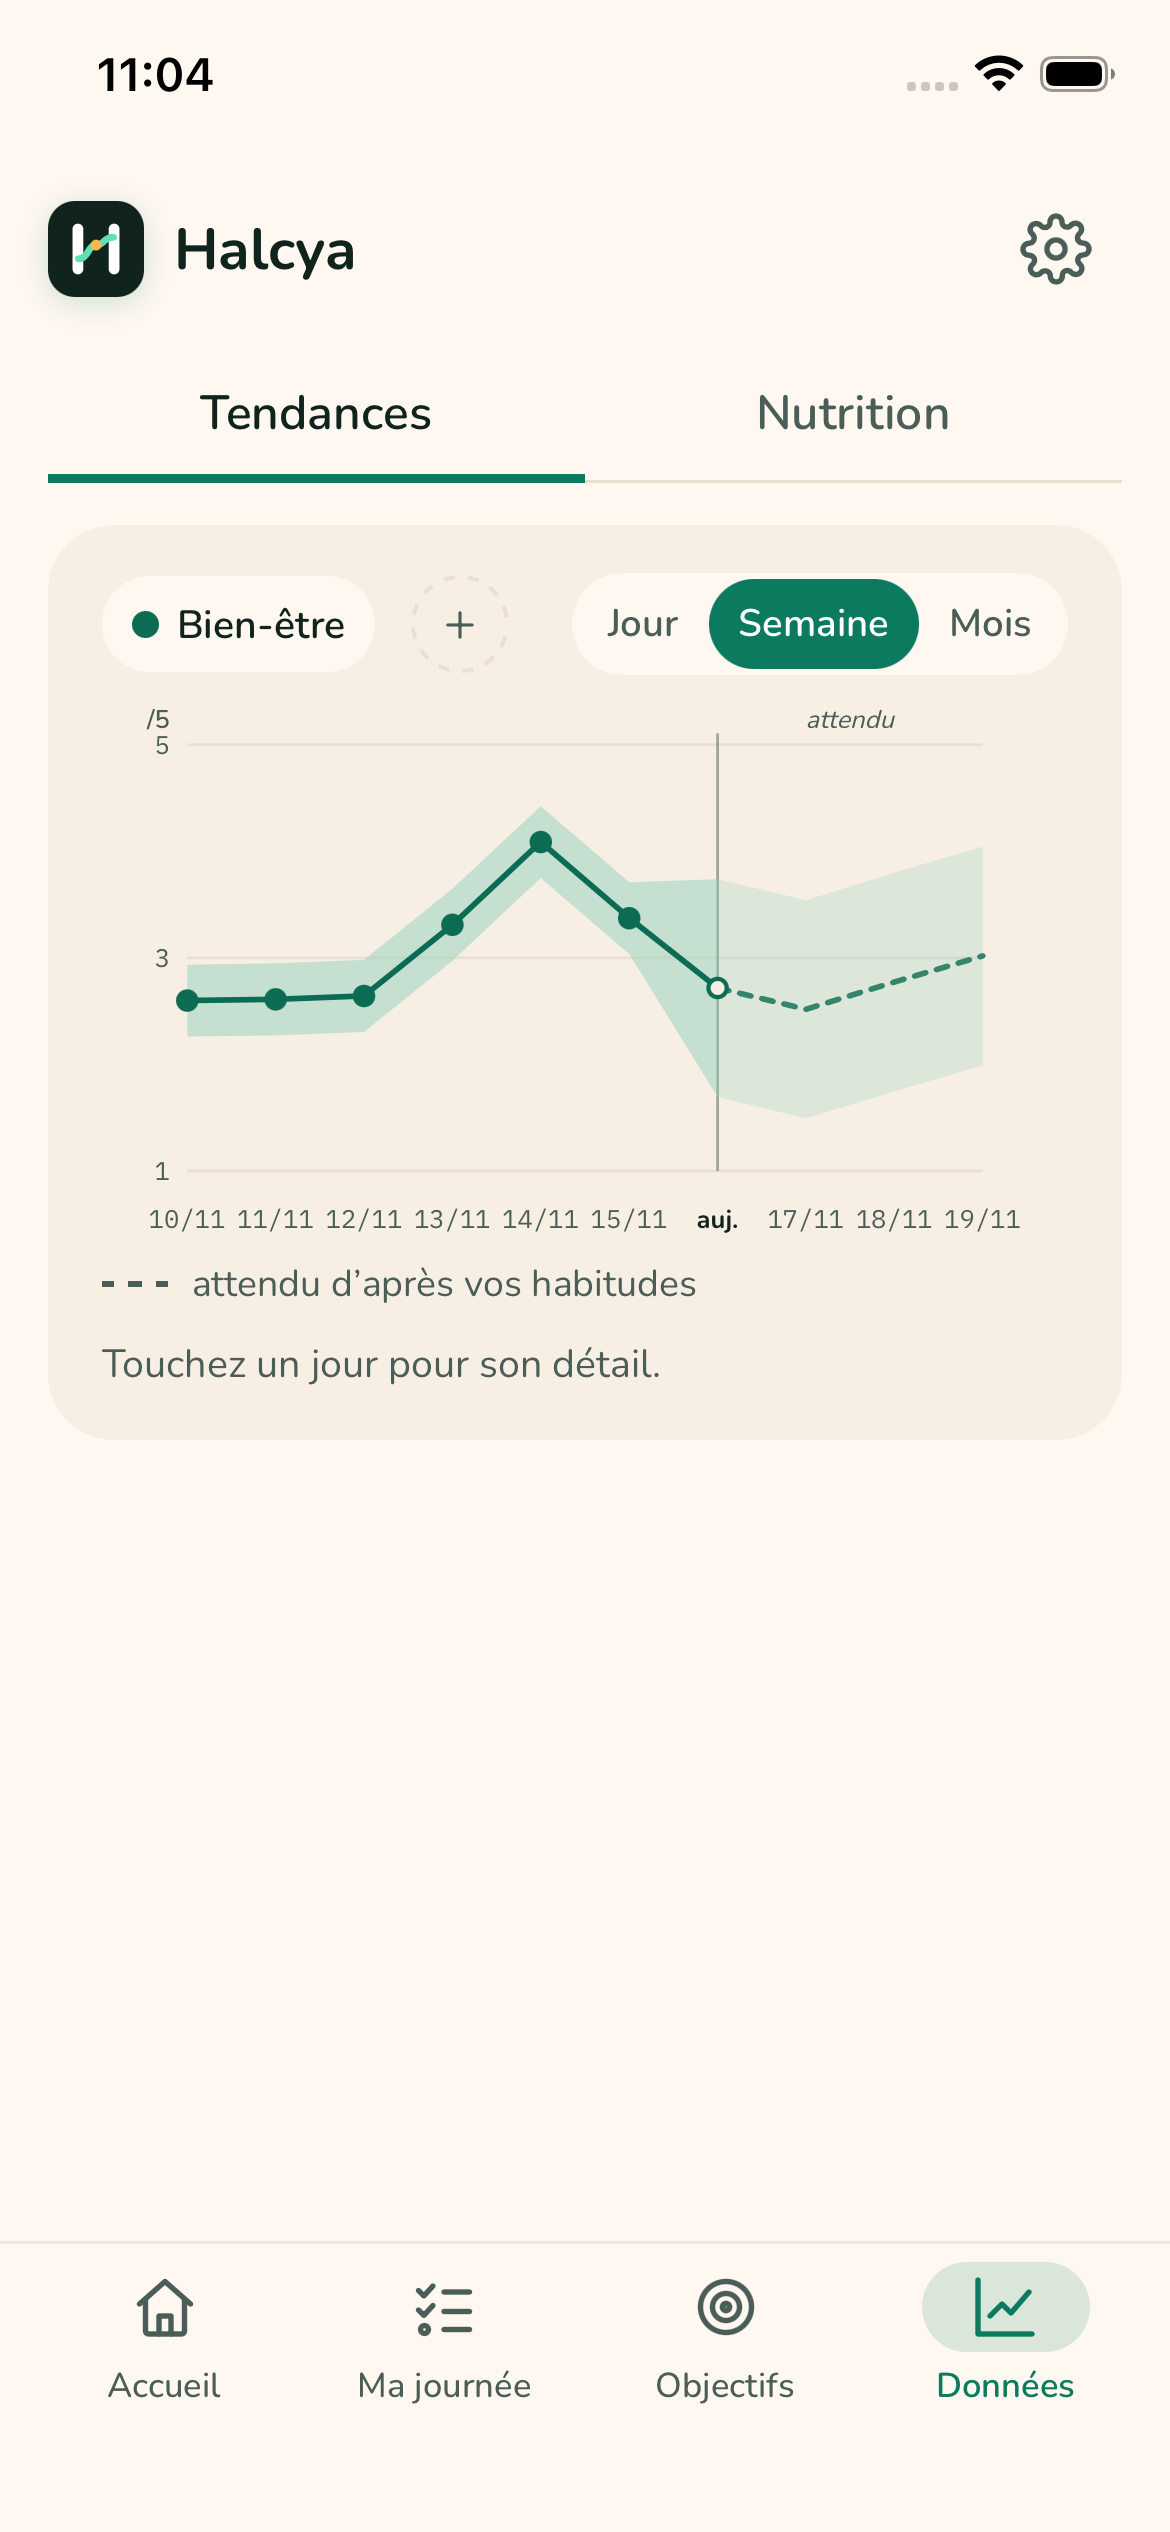 11:04
Halcya
Tendances
Nutrition
Bien-être
+
Jour
Semaine
Mois
/5
attendu
5
3
1
10/11 11/11 12/11 13/11 14/11 15/11 auj. 17/11 18/11 19/11
attendu d’après vos habitudes
Touchez un jour pour son détail.
Accueil
Ma journée
Objectifs
Données